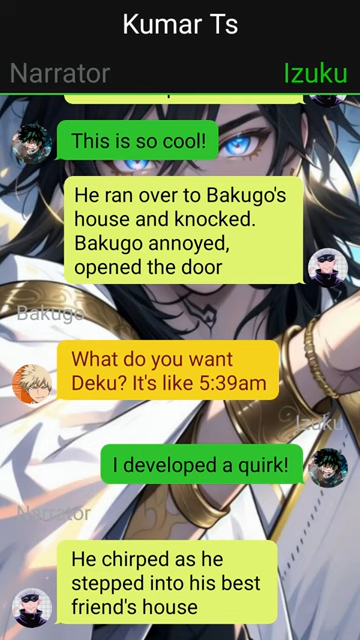 Kumar Ts
Narrator
Izuku
This is so cool!
He ran over to Bakugo's
house and knocked.
Bakugo annoyed,
opened the door
Bakugo
What do you want
Deku? It's like 5:39am
Izuku
I developed a quirk!
Narrator
He chirped as he
stepped into his best
friend's house